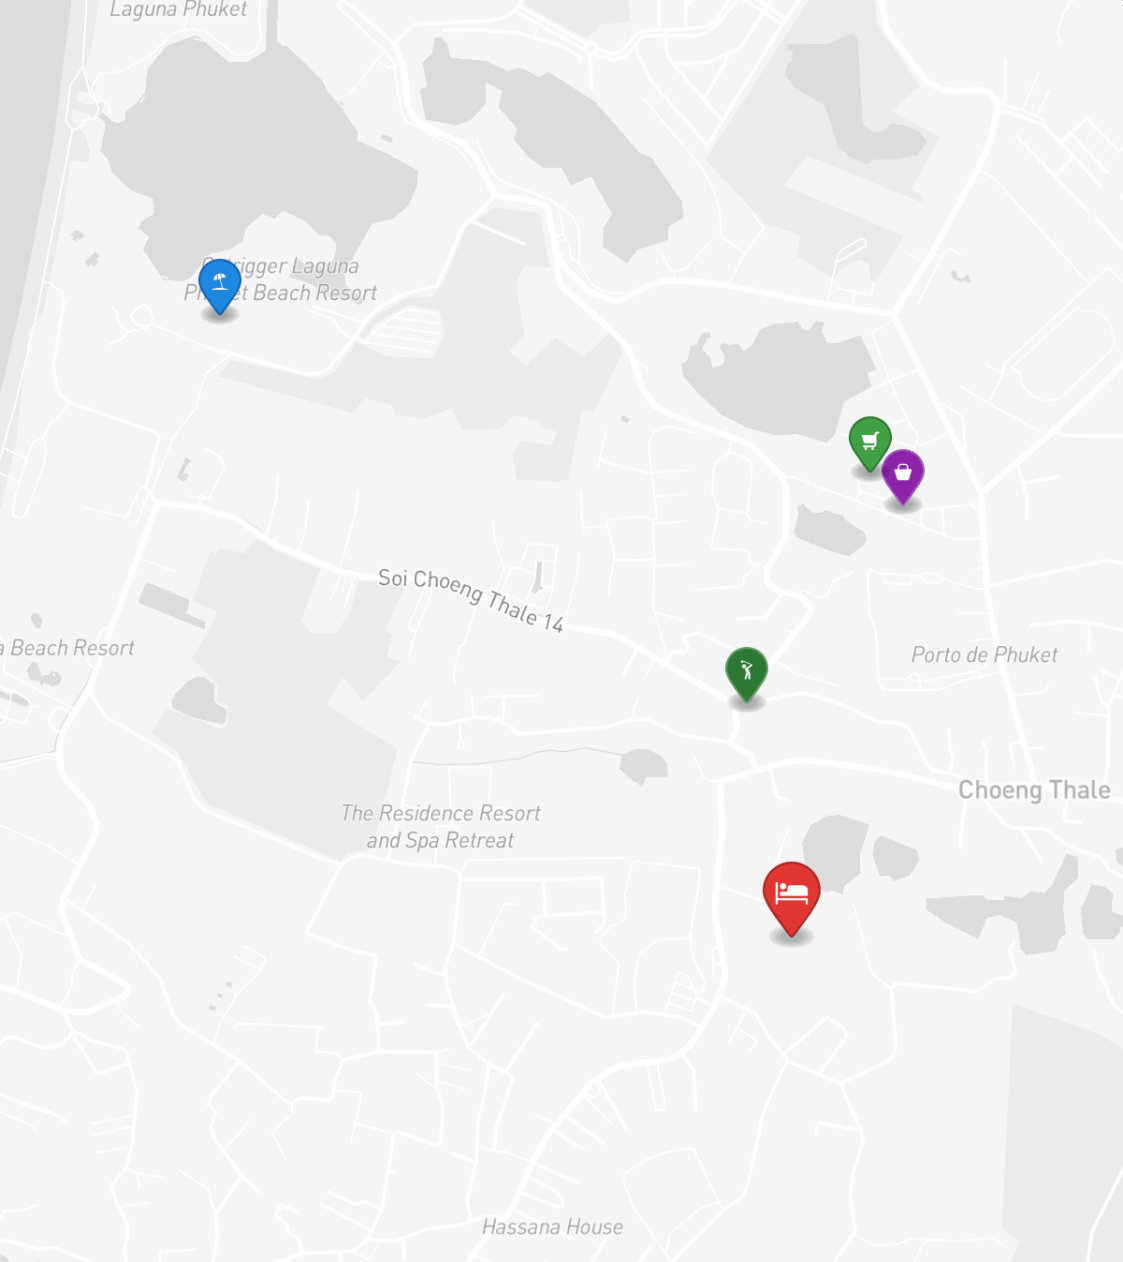 Laguna Phuket
Outrigger Laguna
Phuket Beach Resort
Soi Choeng Thale 14
a Beach Resort
Porto de Phuket
Choeng Thale
The Residence Resort
and Spa Retreat
Hassana House